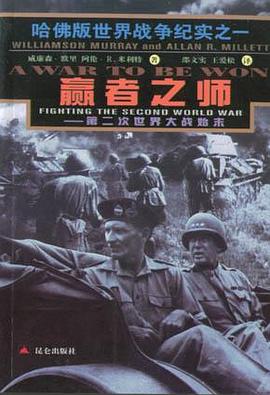 哈佛版世界战争纪实之一
WILLIAMSON MURRAY and ALLAN R. MILLETT
威廉森·默里 阿伦·R.米利特 著 邵文实 王爱松 译
A WAR TO BE WON
赢者之师
FIGHTING THE SECOND WORLD WAR
——第二次世界大战始末
昆仑出版社